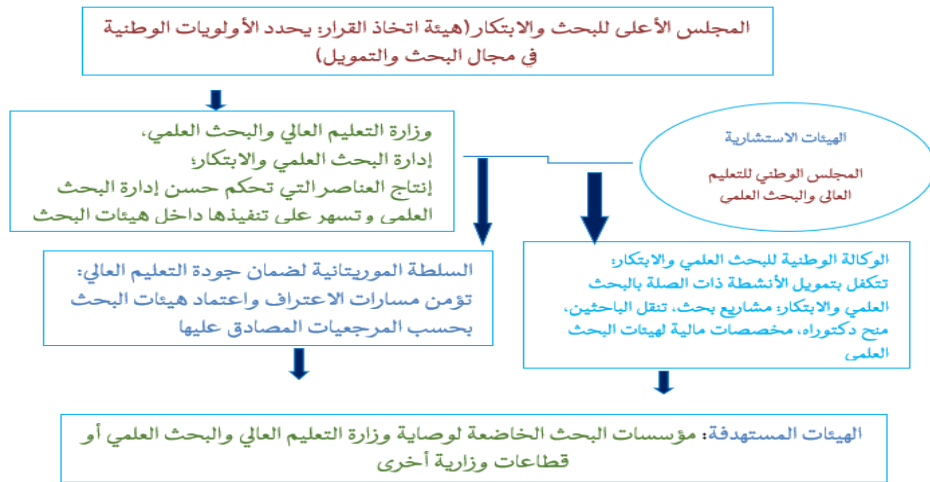 المجلس الأعلى للبحث والابتكار(هيئة اتخاذ القرار: يحدد الأولويات الوطنية
في مجال البحث والتمويل)
وزارة التعليم العالي والبحث العلمي،
إدارة البحث العلمي والابتكار؛
إنتاج العناصر التي تحكم حسن إدارة البحث
العلمي وتسهر على تنفيذها داخل هيئات البحث
الهيئات الاستشارية
المجلس الوطني للتعليم
العالي والبحث العلمي
السلطة الموريتانية لضمان جودة التعليم العالي:
تؤمن مسارات الاعتراف واعتماد هيئات البحث
بحسب المرجعيات المصادق عليها
الوكالة الوطنية للبحث العلمي والابتكار:
تتكفل بتمويل الأنشطة ذات الصلة بالبحث
العلمي والابتكار: مشاريع بحث، تنقل الباحثين،
منح دكتوراه، مخصصات مالية لهيئات البحث
العلمي
الهيئات المستهدفة: مؤسسات البحث الخاضعة لوصاية وزارة التعليم العالي والبحث العلمي أو
قطاعات وزارية أخرى